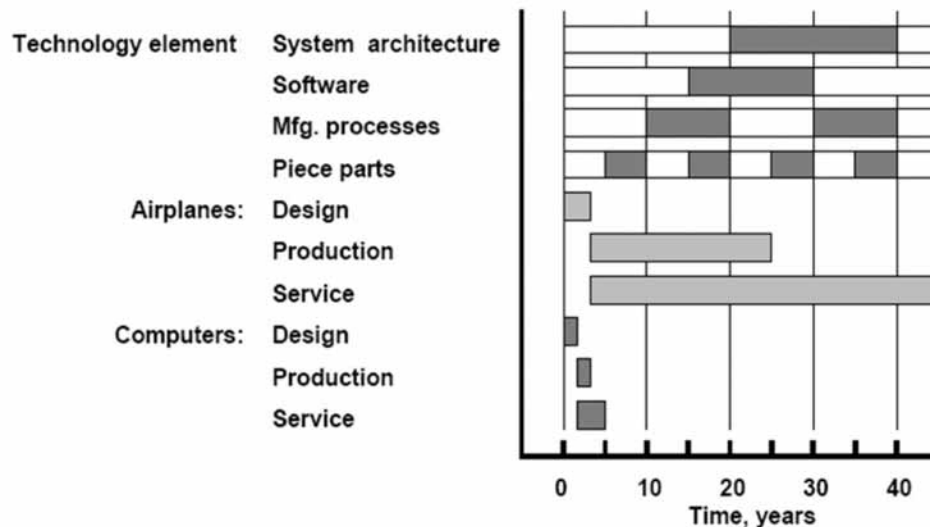 Technology element System architecture
Software
Mfg. processes
Piece parts
Airplanes: Design
Production
Service
Computers: Design
Production
Service
0 10 20 30 40
Time, years